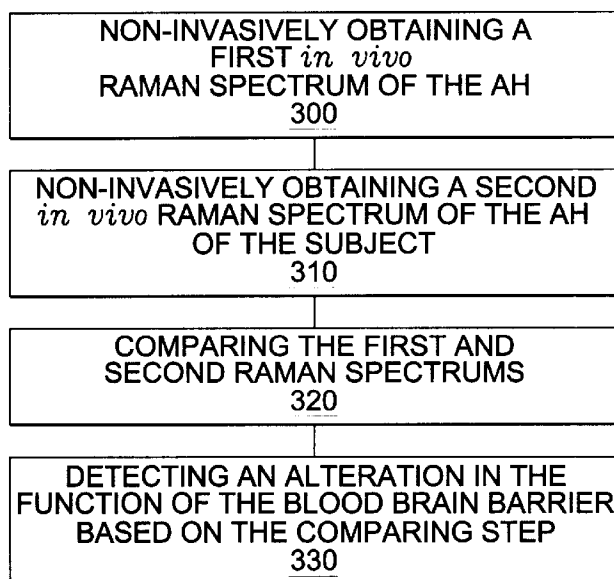 NON-INVASIVELY OBTAINING A
FIRST in vivo
RAMAN SPECTRUM OF THE AH
300
NON-INVASIVELY OBTAINING A SECOND
in vivo RAMAN SPECTRUM OF THE AH
OF THE SUBJECT
310
COMPARING THE FIRST AND
SECOND RAMAN SPECTRUMS
320
DETECTING AN ALTERATION IN THE
FUNCTION OF THE BLOOD BRAIN BARRIER
BASED ON THE COMPARING STEP
330